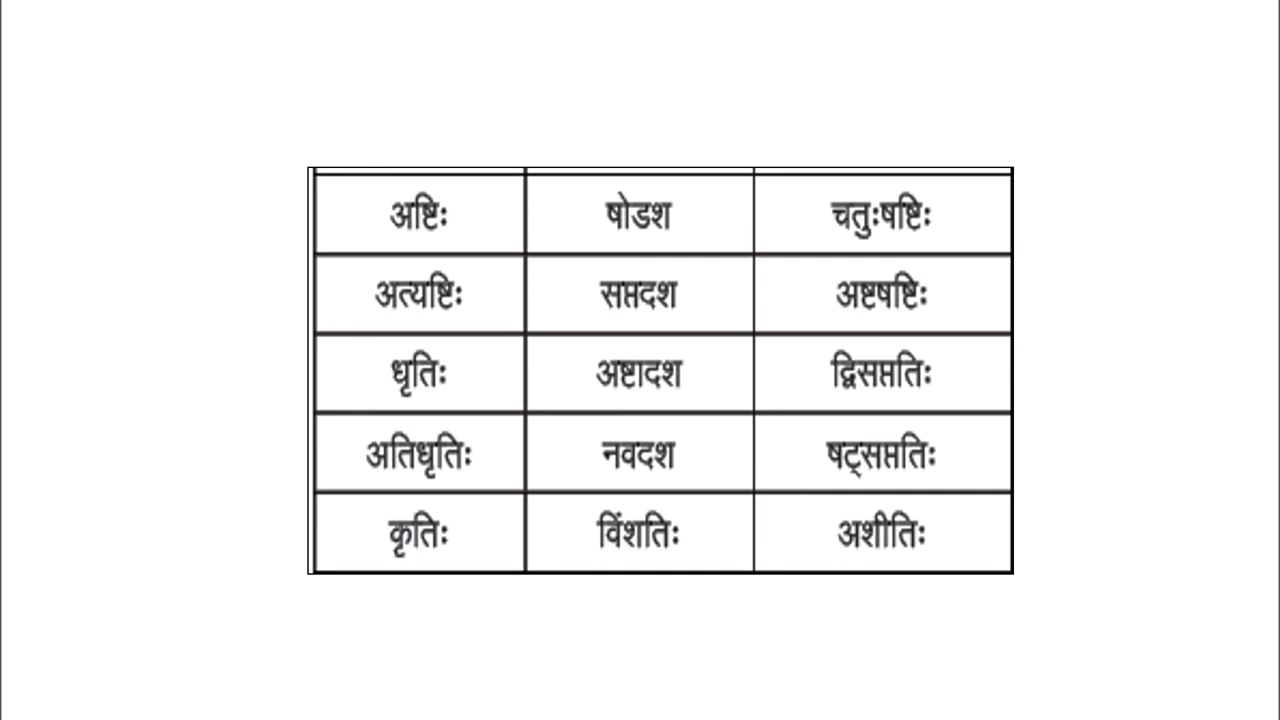 अष्टिः षोडश चतुःषष्टिः
अत्यष्टिः सप्तदश अष्टषष्टिः
धृतिः अष्टादश द्विसप्ततिः
अतिधृतिः नवदश षट्सप्ततिः
कृतिः विंशतिः अशीतिः